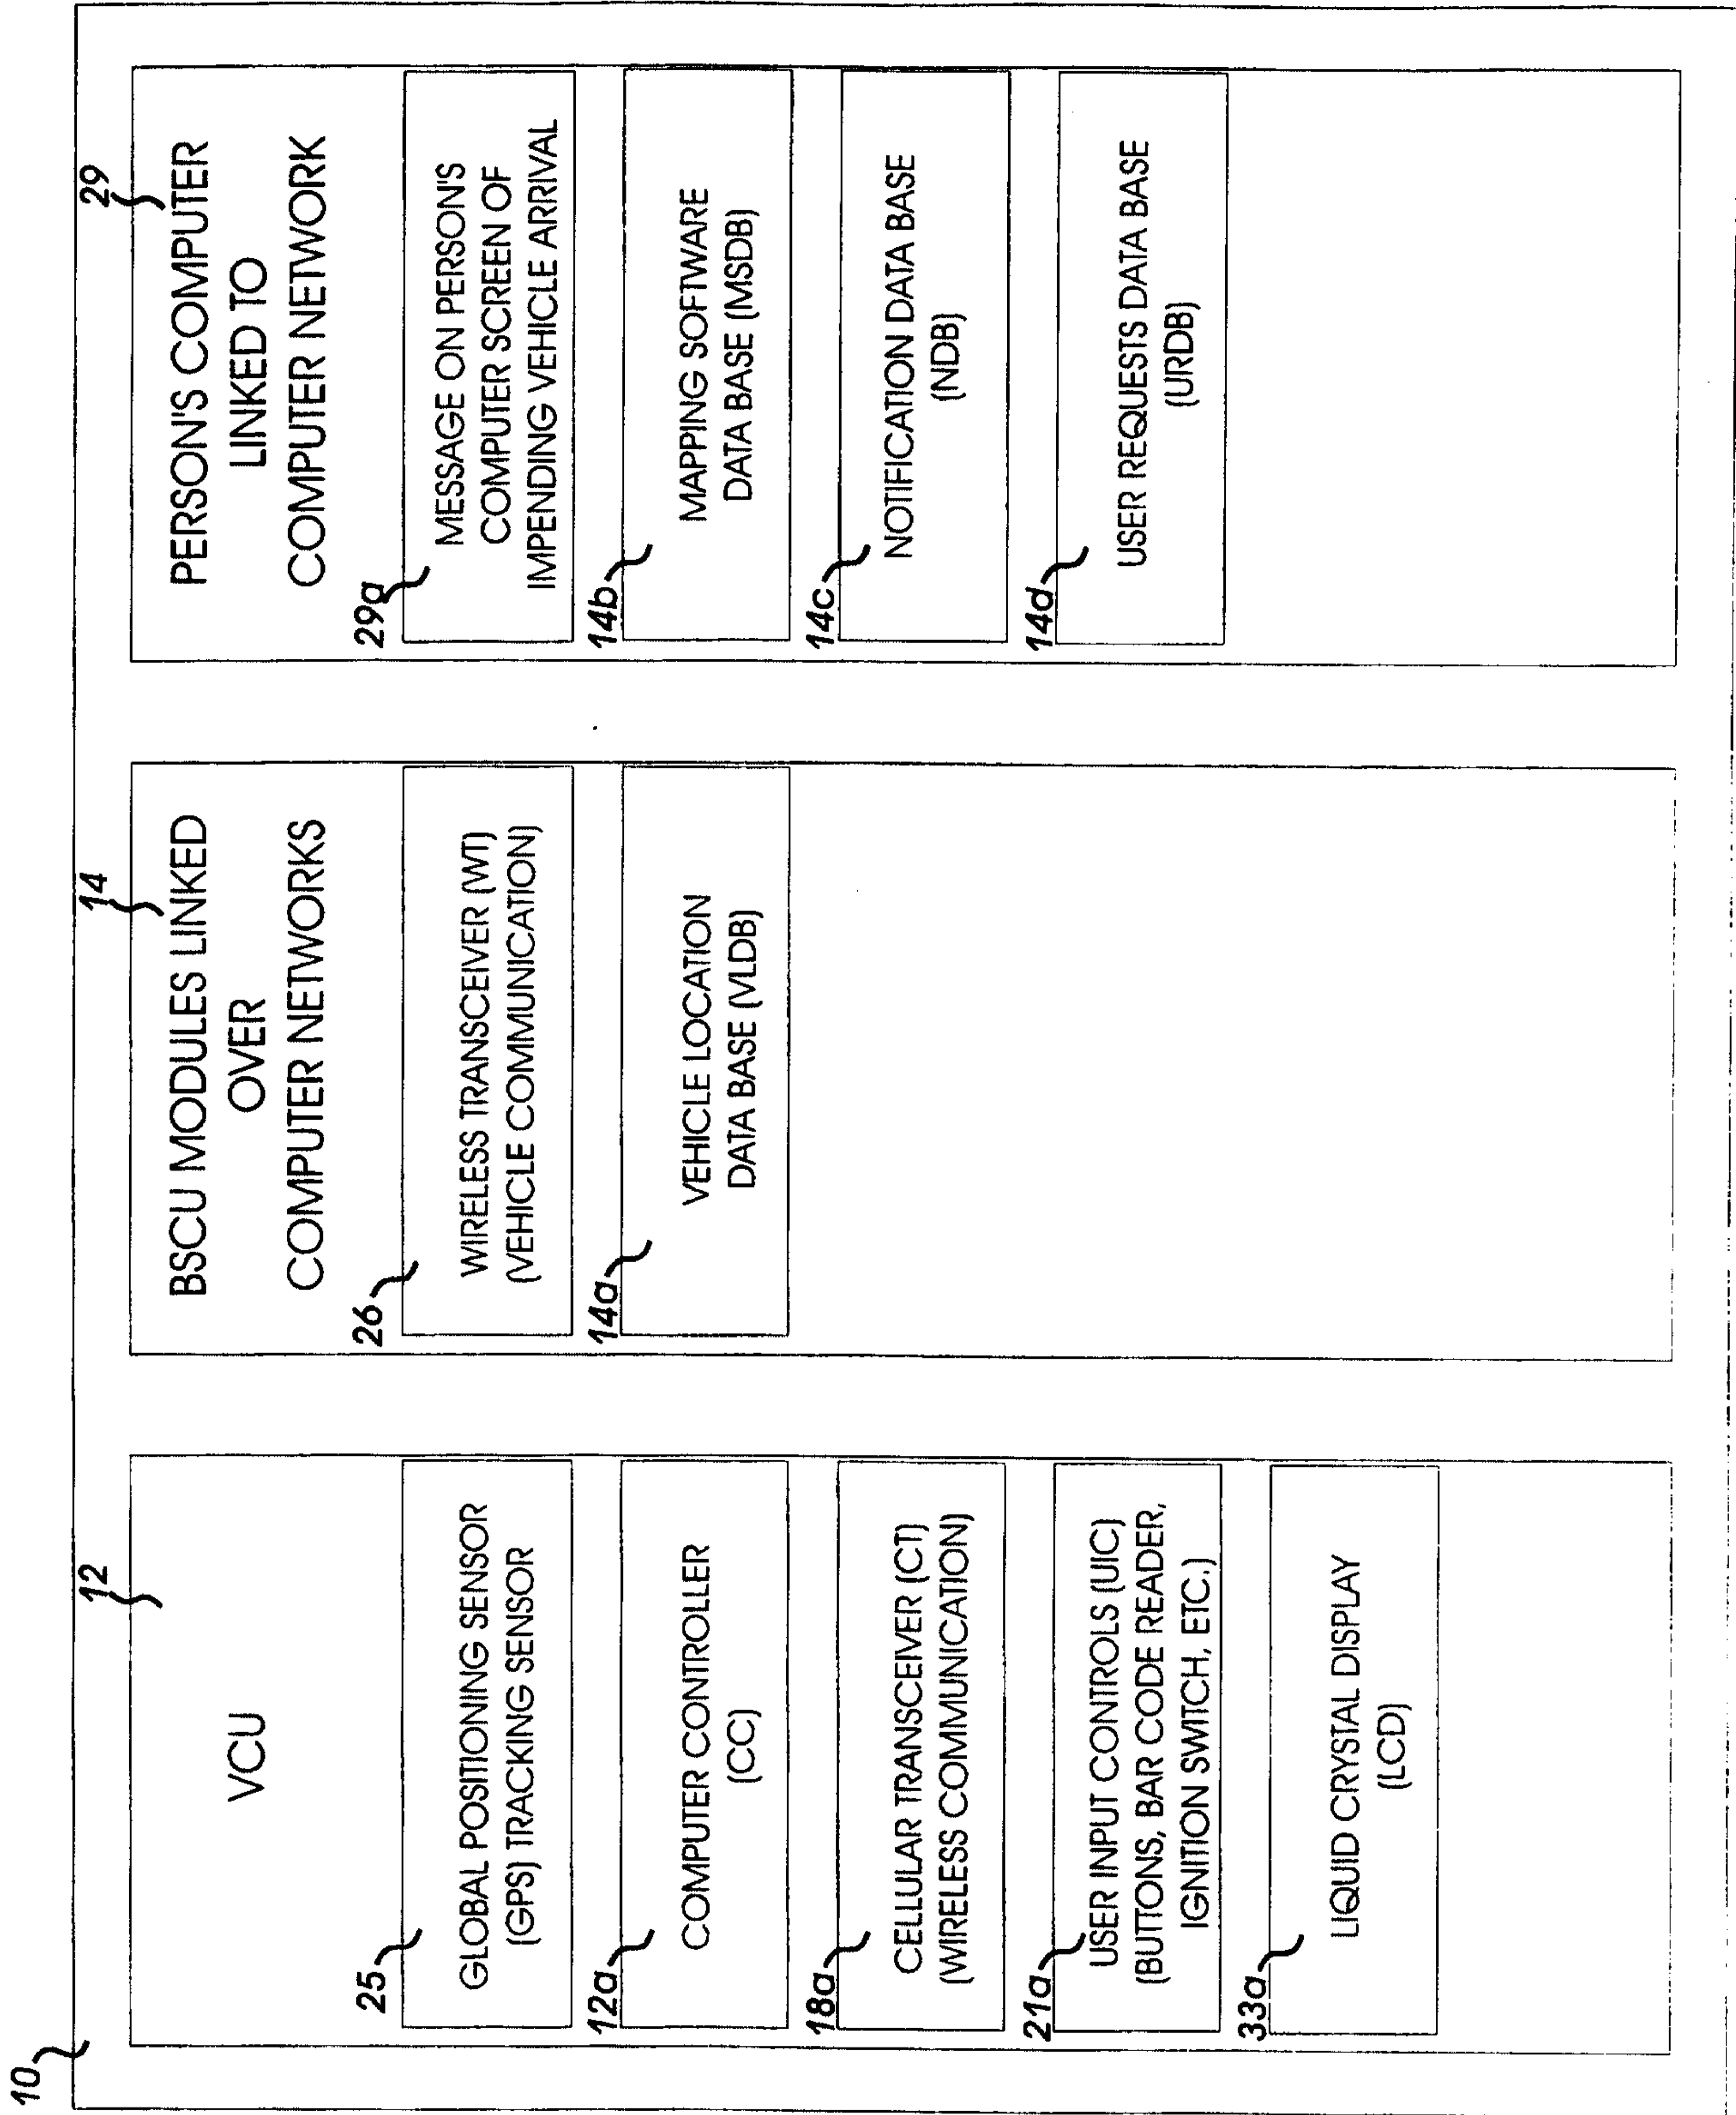 10
12
VCU
25
GLOBAL POSITIONING SENSOR
(GPS) TRACKING SENSOR
12a
COMPUTER CONTROLLER
(CC)
18a
CELLULAR TRANSCEIVER (CT)
(WIRELESS COMMUNICATION)
21a
USER INPUT CONTROLS (UIC)
(BUTTONS, BAR CODE READER,
IGNITION SWITCH, ETC.)
33a
LIQUID CRYSTAL DISPLAY
(LCD)
14
BSCU MODULES LINKED
OVER
COMPUTER NETWORKS
26
WIRELESS TRANSCEIVER (WT)
(VEHICLE COMMUNICATION)
14a
VEHICLE LOCATION
DATA BASE (VLDB)
29
PERSON'S COMPUTER
LINKED TO
COMPUTER NETWORK
29a
MESSAGE ON PERSON'S
COMPUTER SCREEN OF
IMPENDING VEHICLE ARRIVAL
14b
MAPPING SOFTWARE
DATA BASE (MSDB)
14c
NOTIFICATION DATA BASE
(NDB)
14d
USER REQUESTS DATA BASE
(URDB)